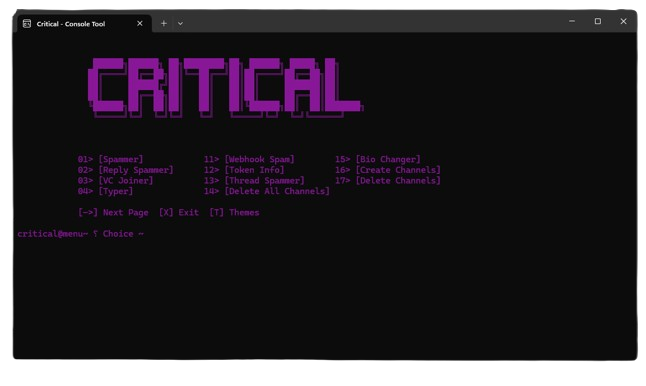 Critical - Console Tool
CRITICAL
01> [Spammer] 11> [Webhook Spam] 15> [Bio Changer]
02> [Reply Spammer] 12> [Token Info] 16> [Create Channels]
03> [VC Joiner] 13> [Thread Spammer] 17> [Delete Channels]
04> [Typer] 14> [Delete All Channels]
[->] Next Page [X] Exit [T] Themes
critical@menu~ ↑ Choice ~